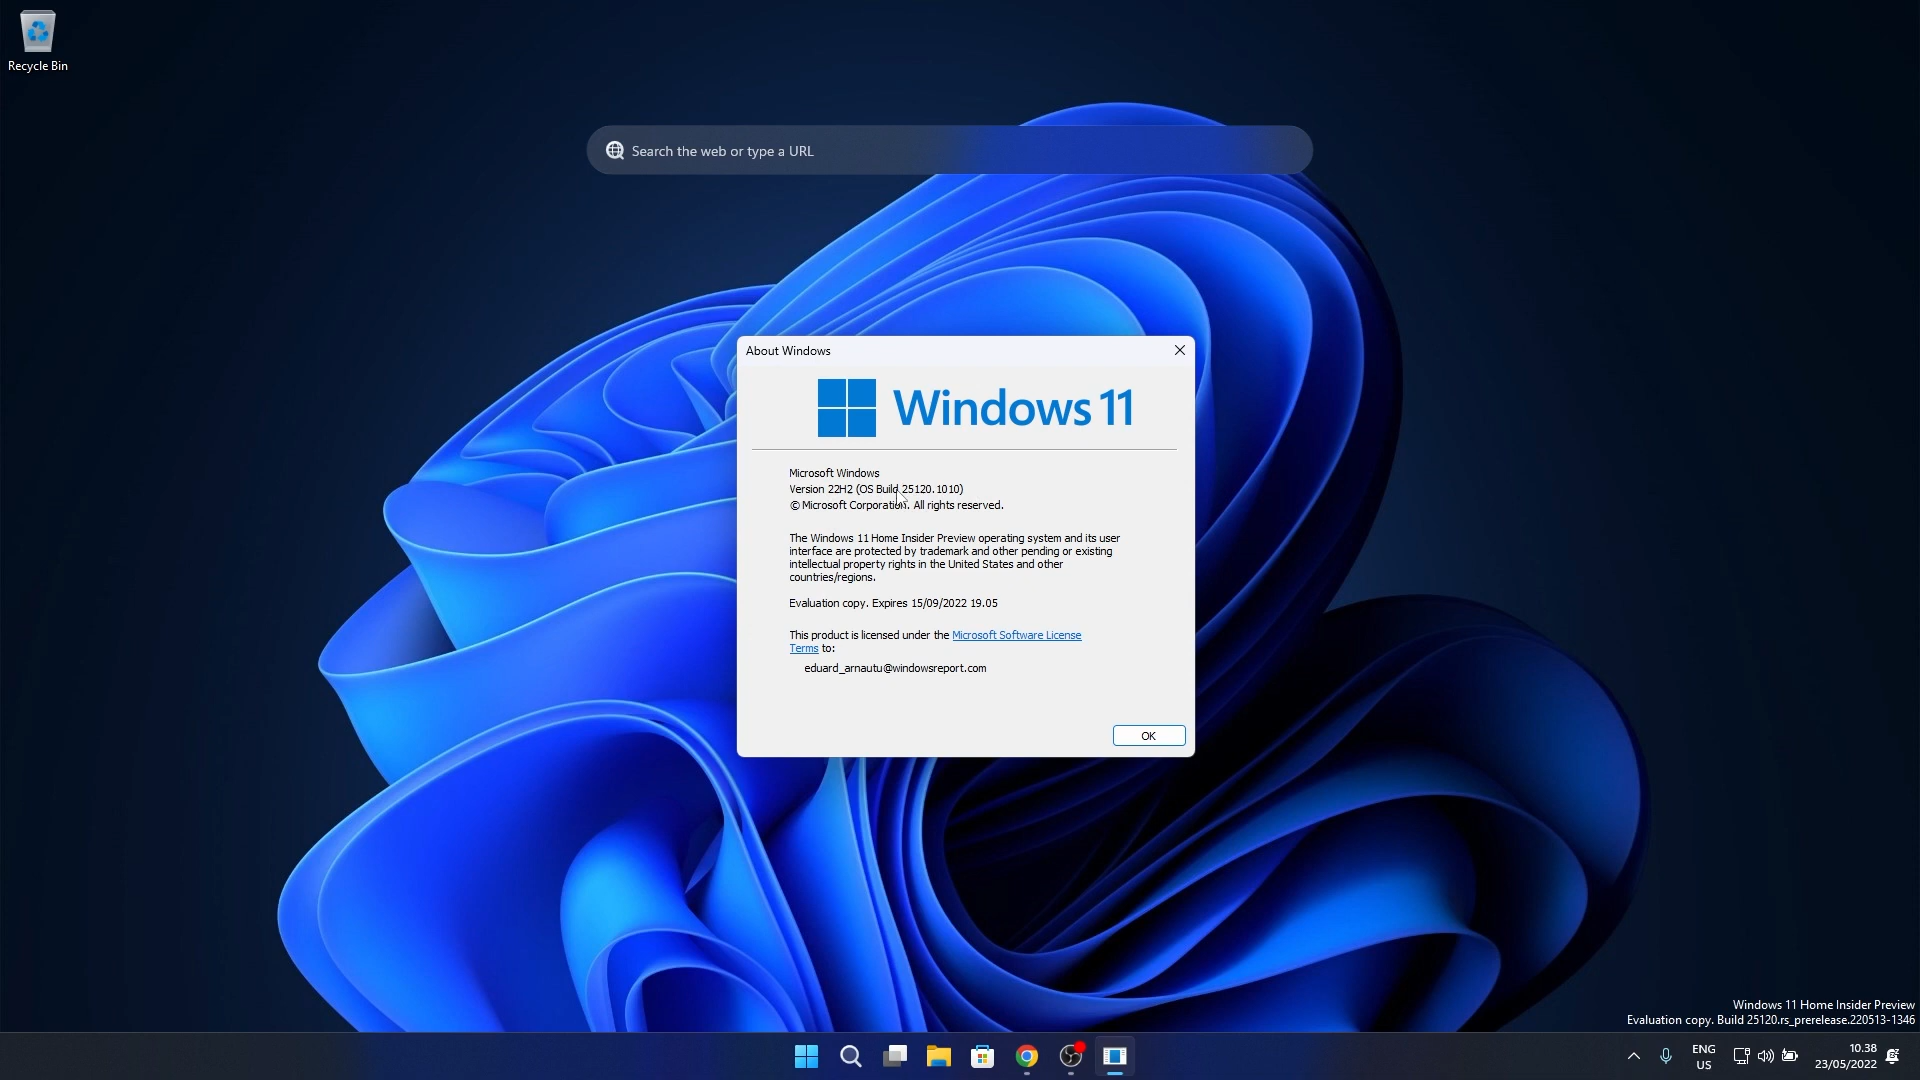 Recycle Bin
Search the web or type a URL
About Windows
Windows 11
Microsoft Windows
Version 22H2 (OS Build 25120.1010)
© Microsoft Corporation. All rights reserved.
The Windows 11 Home Insider Preview operating system and its user
interface are protected by trademark and other pending or existing
intellectual property rights in the United States and other
countries/regions.
Evaluation copy. Expires 15/09/2022 19.05
This product is licensed under the Microsoft Software License
Terms to:
eduard_arnautu@windowsreport.com
OK
Windows 11 Home Insider Preview
Evaluation copy. Build 25120.rs_prerelease.220513-1346
ENG
US
10.38
23/05/2022